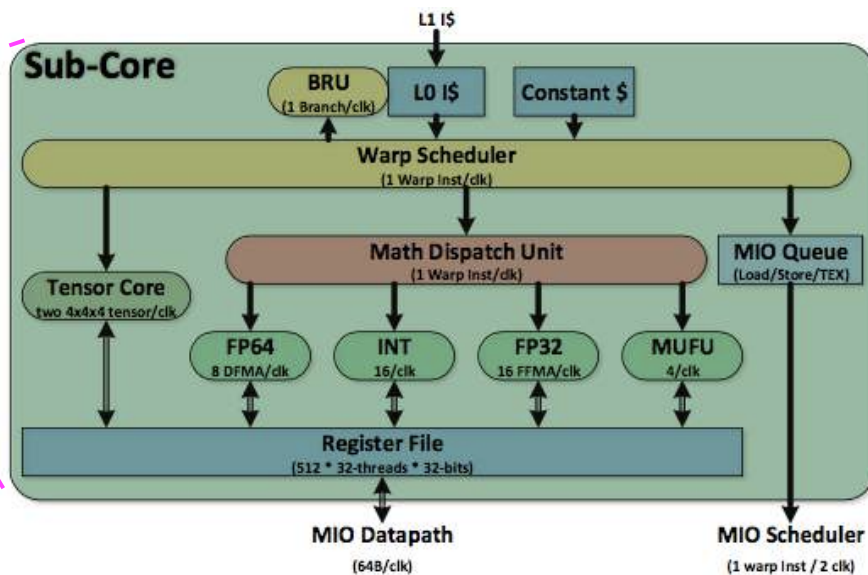 L1 I$
Sub-Core
BRU
(1 Branch/clk)
L0 I$
Constant $
Warp Scheduler
(1 Warp Inst/clk)
Math Dispatch Unit
(1 Warp Inst/clk)
MIO Queue
(Load/Store/TEX)
Tensor Core
two 4x4x4 tensor/clk
FP64
8 DFMA/clk
INT
16/clk
FP32
16 FFMA/clk
MUFU
4/clk
Register File
(512 * 32-threads * 32-bits)
MIO Datapath
(64B/clk)
MIO Scheduler
(1 warp Inst / 2 clk)